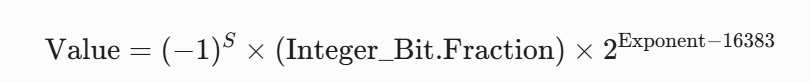 Value = (−1)^S × (Integer_Bit.Fraction) × 2^Exponent−16383